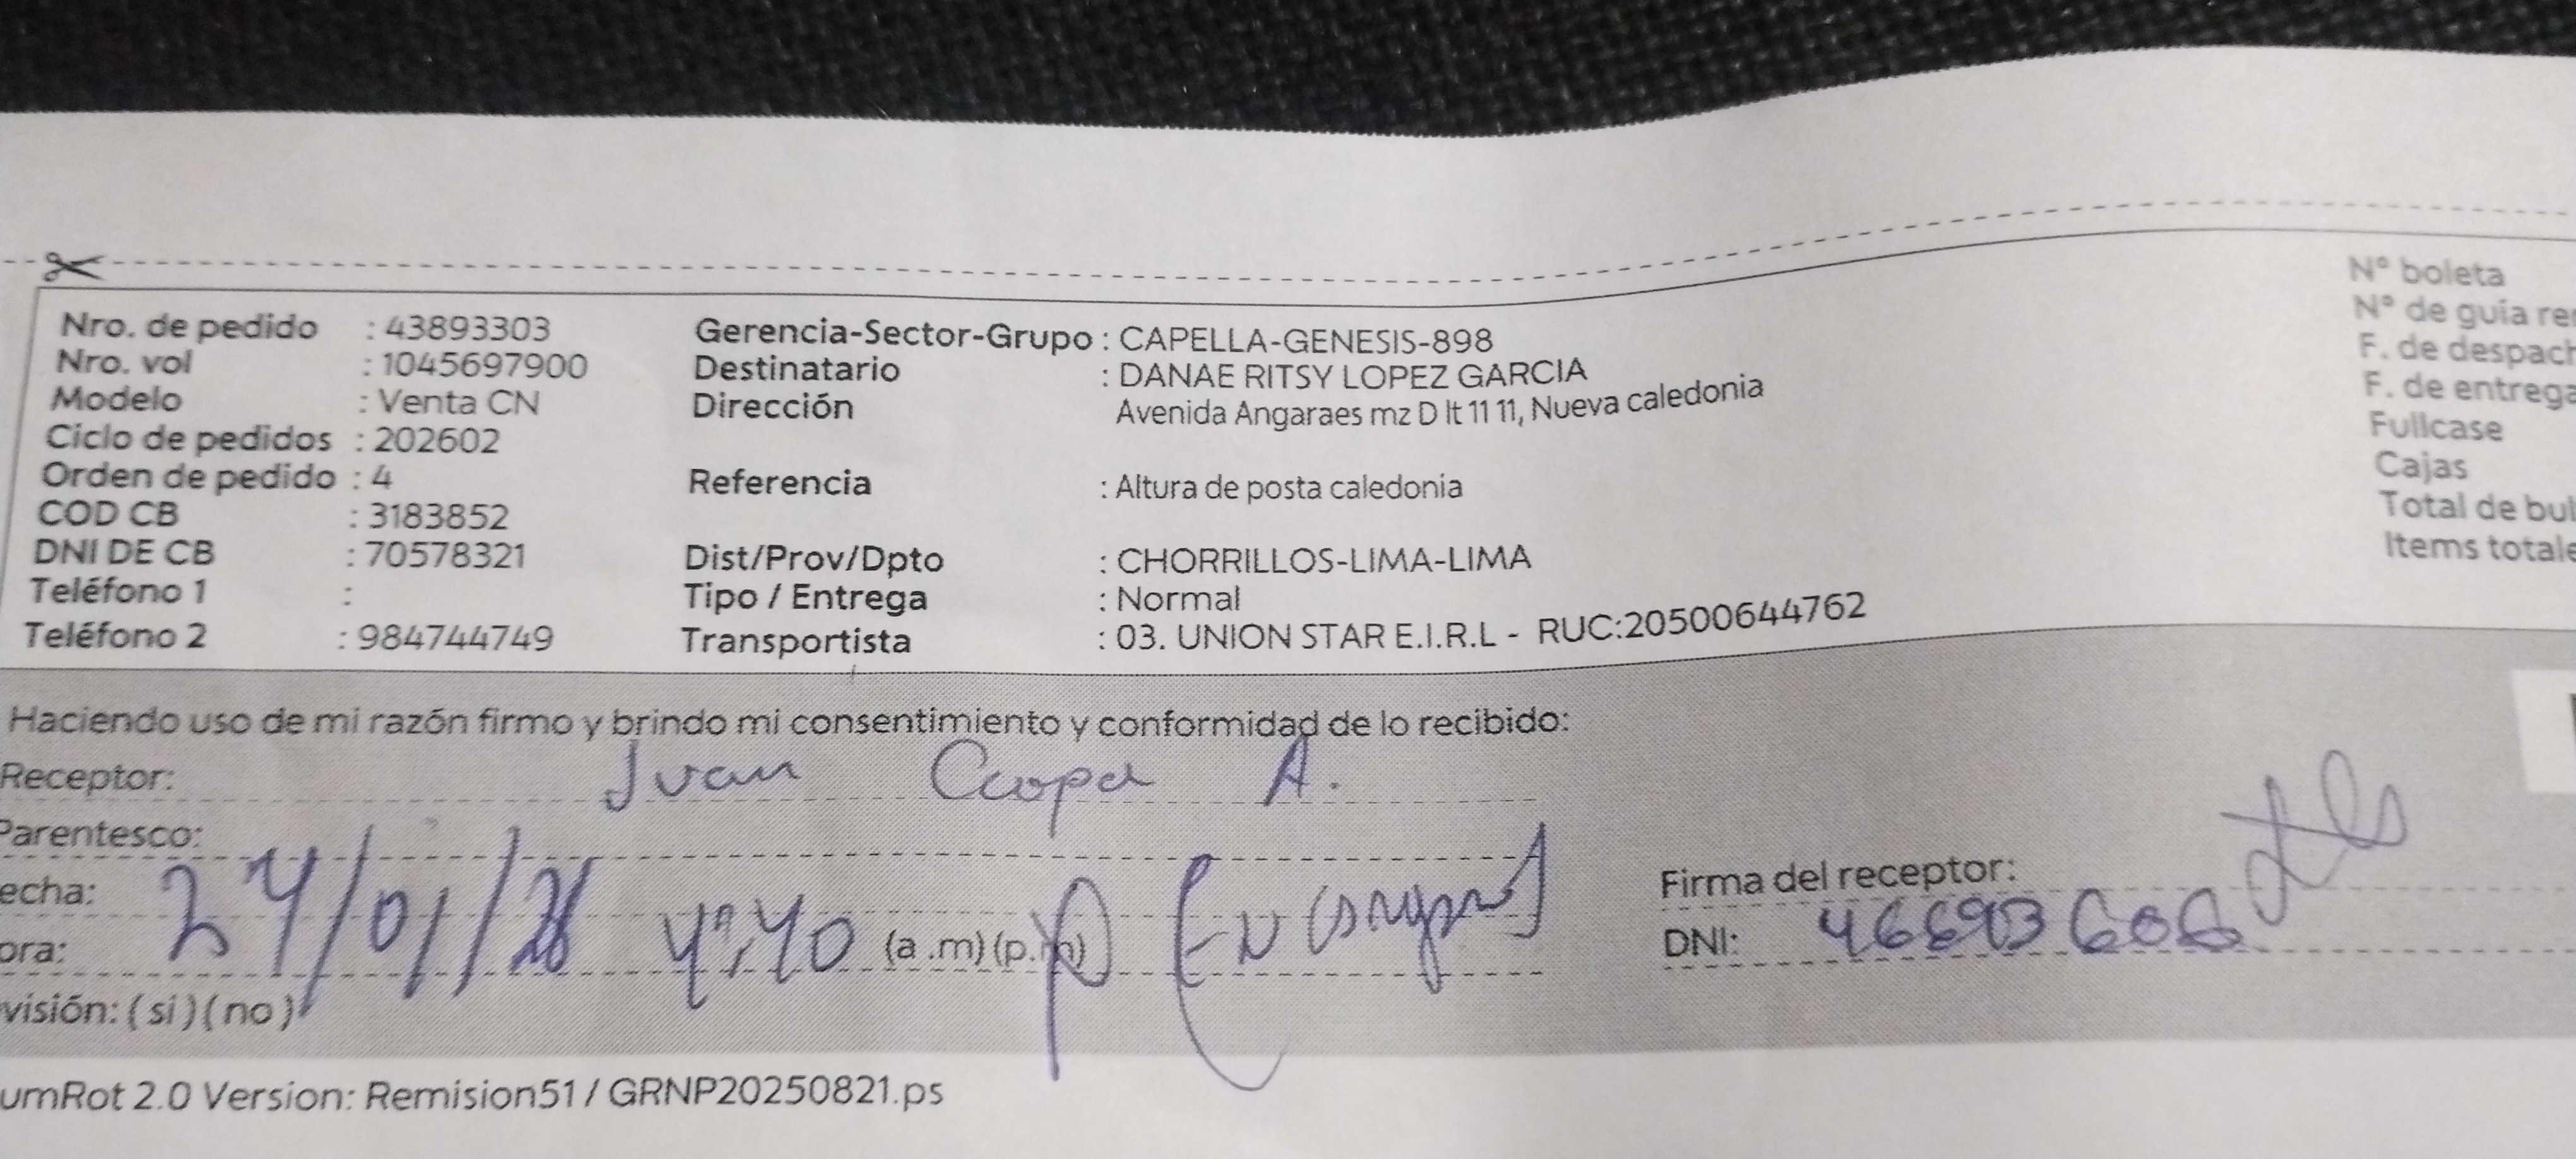 Nro. de pedido : 43893303
Nro. vol : 1045697900
Modelo : Venta CN
Ciclo de pedidos : 202602
Orden de pedido : 4
COD CB : 3183852
DNI DE CB : 70578321
Teléfono 1 :
Teléfono 2 : 984744749
Gerencia-Sector-Grupo : CAPELLA-GENESIS-898
Destinatario : DANAE RITSY LOPEZ GARCIA
Dirección Avenida Angaraes mz D lt 11 11, Nueva caledonia
Referencia : Altura de posta caledonia
Dist/Prov/Dpto : CHORRILLOS-LIMA-LIMA
Tipo / Entrega : Normal
Transportista : 03. UNION STAR E.I.R.L - RUC:20500644762
N° boleta
N° de guía re
F. de despach
F. de entrega
Fullcase
Cajas
Total de bul
Items totale
Haciendo uso de mi razón firmo y brindo mi consentimiento y conformidad de lo recibido:
Receptor: Ivan Ccopa A.
Parentesco:
echa: 27/01/26
ora: 4:40 (a .m) (p.m)
visión: ( si ) ( no )
Firma del receptor:
DNI: 46693606
umRot 2.0 Version: Remision51 / GRNP20250821.ps